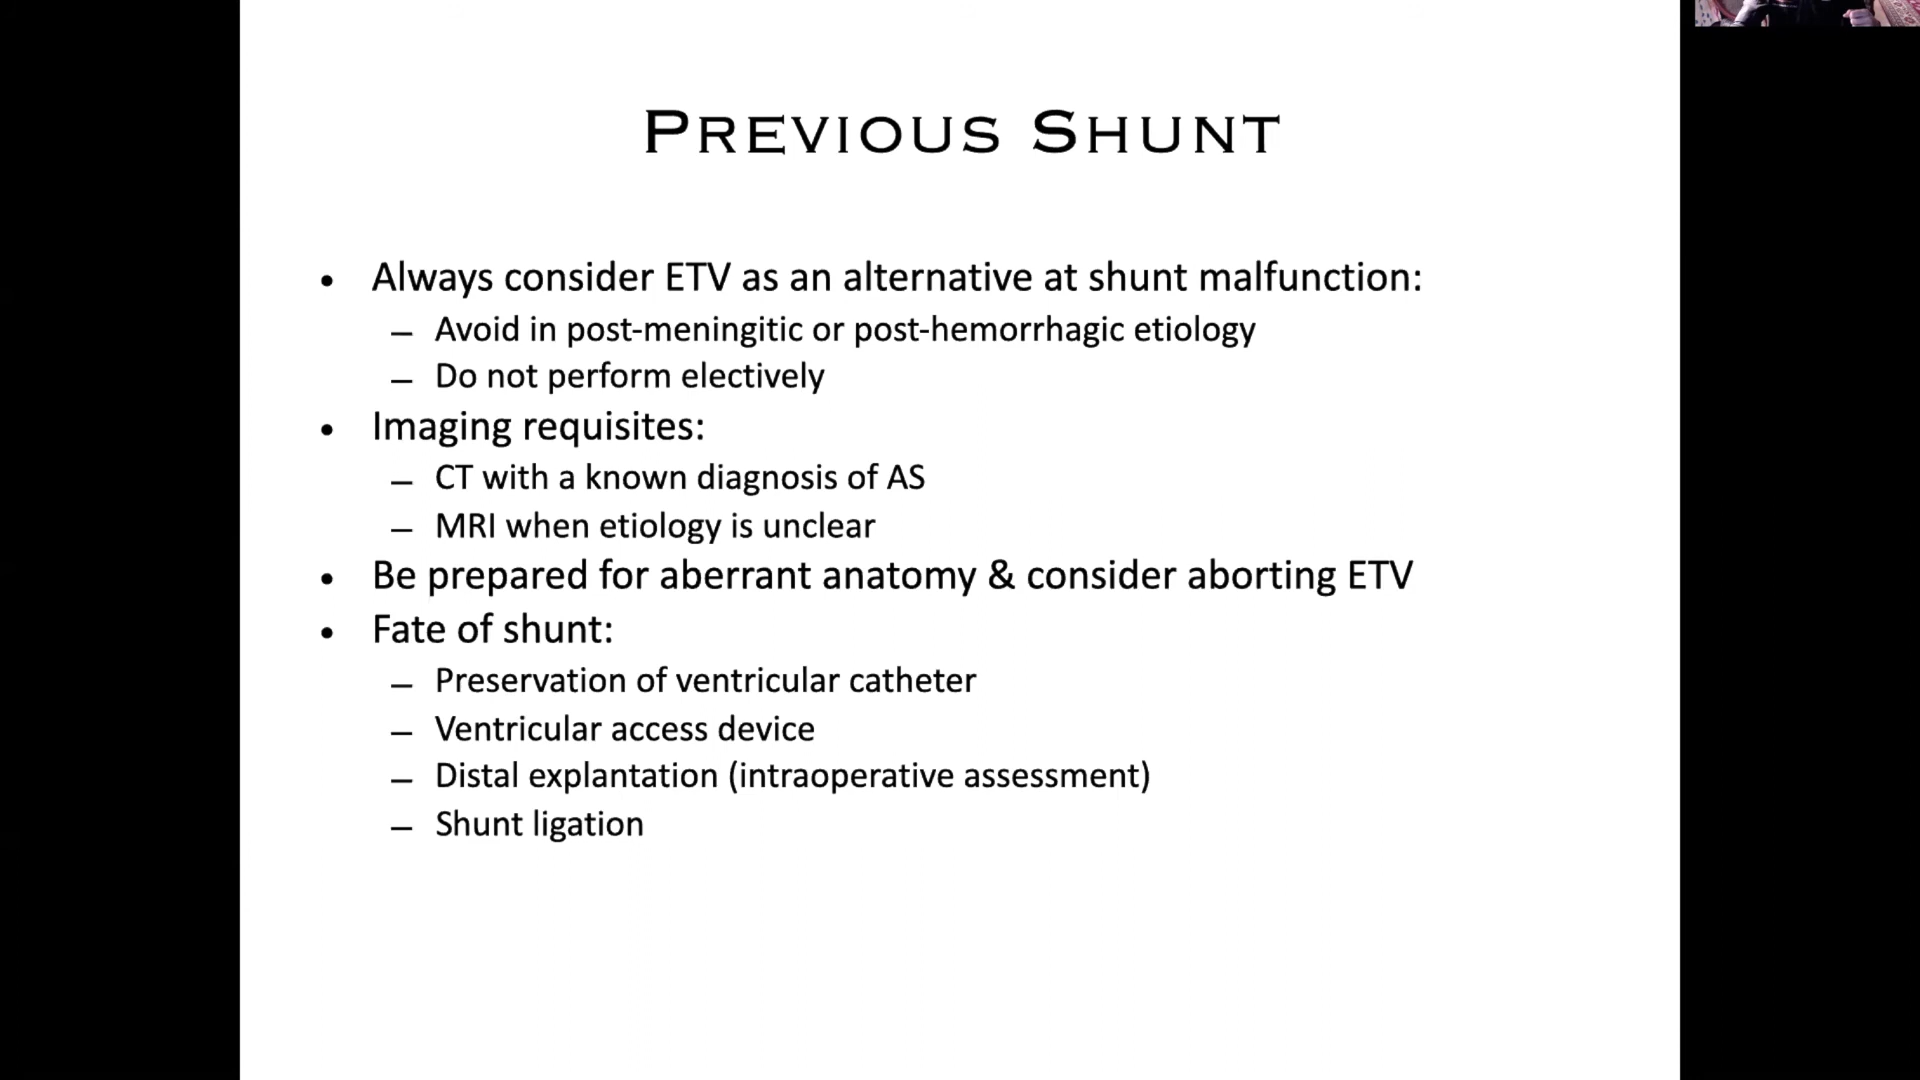 PREVIOUS SHUNT
• Always consider ETV as an alternative at shunt malfunction:
– Avoid in post-meningitic or post-hemorrhagic etiology
– Do not perform electively
• Imaging requisites:
– CT with a known diagnosis of AS
– MRI when etiology is unclear
• Be prepared for aberrant anatomy & consider aborting ETV
• Fate of shunt:
– Preservation of ventricular catheter
– Ventricular access device
– Distal explantation (intraoperative assessment)
– Shunt ligation